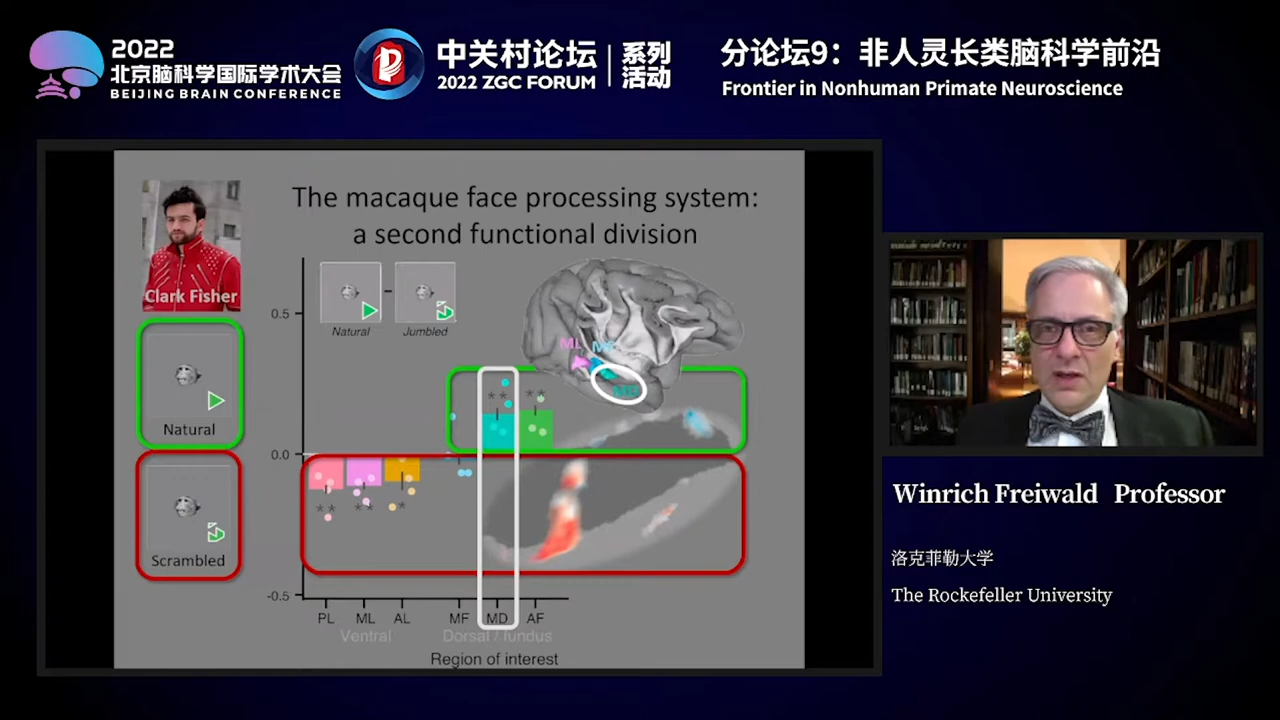 2022
北京脑科学国际学术大会
BEIJING BRAIN CONFERENCE
中关村论坛
2022 ZGC FORUM
系列
活动
分论坛9：非人灵长类脑科学前沿
Frontier in Nonhuman Primate Neuroscience
The macaque face processing system:
a second functional division
Clark Fisher
Natural
Scrambled
Natural
-
Jumbled
0.5
0.0
-0.5
ML
MD
**
**
**
**
*
PL
ML
AL
MF
MD
AF
Ventral
Dorsal / fundus
Region of interest
Winrich Freiwald Professor
洛克菲勒大学
The Rockefeller University